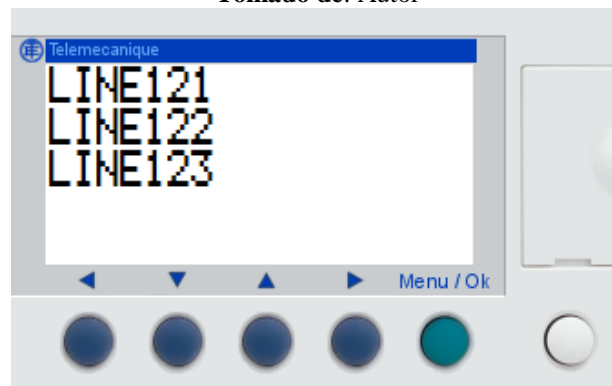 Tomado de: Autor
Telemecanique
LINE121
LINE122
LINE123
Menu / Ok